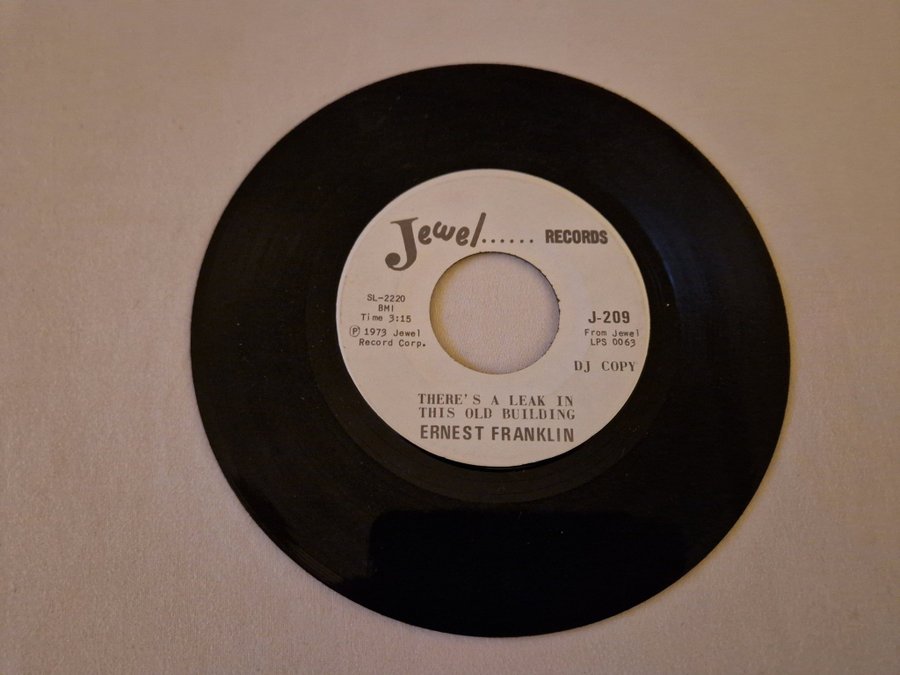 Jewel...... RECORDS
SL-2220
BMI
Time 3:15
℗ 1973 Jewel
Record Corp.
J-209
From Jewel
LPS 0063
DJ COPY
THERE'S A LEAK IN
THIS OLD BUILDING
ERNEST FRANKLIN